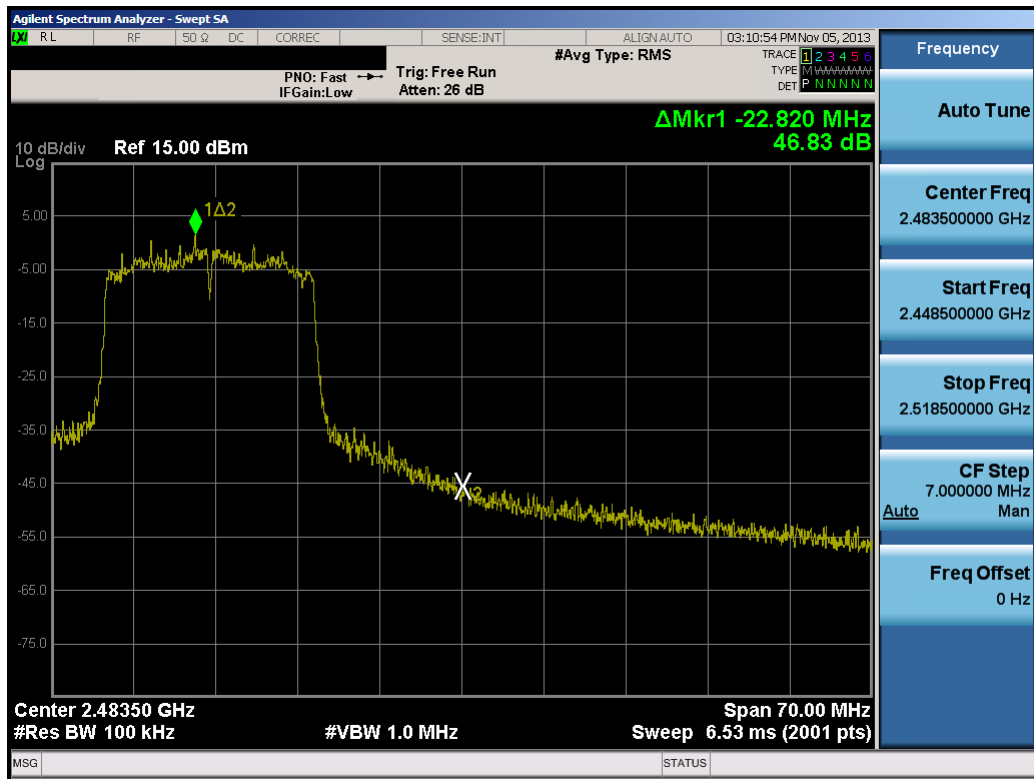 Agilent Spectrum Analyzer - Swept SA
LXI RL RF 50 Ω DC CORREC SENSE:INT ALIGN AUTO 03:10:54 PM Nov 05, 2013
#Avg Type: RMS
TRACE 1 2 3 4 5 6
TYPE M W W W W W
DET P N N N N N
PNO: Fast Trig: Free Run
IFGain:Low Atten: 26 dB
ΔMkr1 -22.820 MHz
46.83 dB
10 dB/div Ref 15.00 dBm
Log
1Δ2
5.00
-5.00
-15.0
-25.0
-35.0
-45.0
-55.0
-65.0
-75.0
X2
Center 2.48350 GHz Span 70.00 MHz
#Res BW 100 kHz #VBW 1.0 MHz Sweep 6.53 ms (2001 pts)
MSG STATUS
Frequency
Auto Tune
Center Freq
2.483500000 GHz
Start Freq
2.448500000 GHz
Stop Freq
2.518500000 GHz
CF Step
7.000000 MHz
Auto Man
Freq Offset
0 Hz